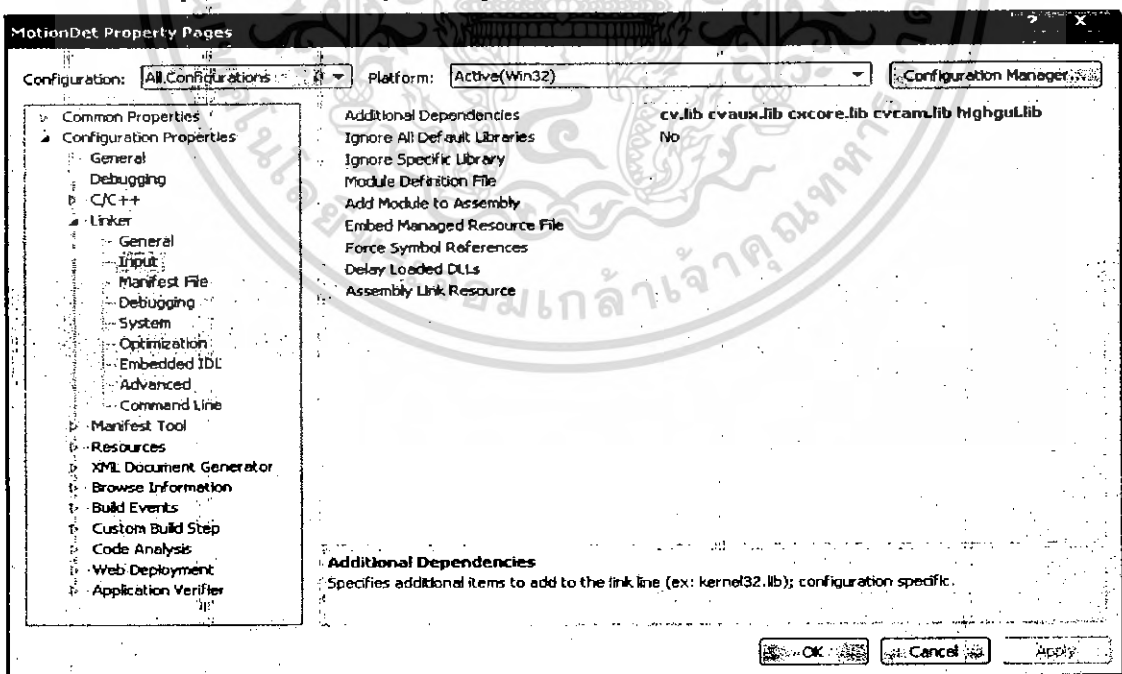 MotionDet Property Pages
? X
Configuration: All Configurations Platform: Active(Win32) Configuration Manager...
Common Properties
Configuration Properties
General
Debugging
C/C++
Linker
General
Input
Manifest File
Debugging
System
Optimization
Embedded IDL
Advanced
Command Line
Manifest Tool
Resources
XML Document Generator
Browse Information
Build Events
Custom Build Step
Code Analysis
Web Deployment
Application Verifier
Additional Dependencies cv.lib cvaux.lib cxcore.lib cvcam.lib highgui.lib
Ignore All Default Libraries No
Ignore Specific Library
Module Definition File
Add Module to Assembly
Embed Managed Resource File
Force Symbol References
Delay Loaded DLLs
Assembly Link Resource
Additional Dependencies
Specifies additional items to add to the link line (ex: kernel32.lib); configuration specific.
OK Cancel Apply